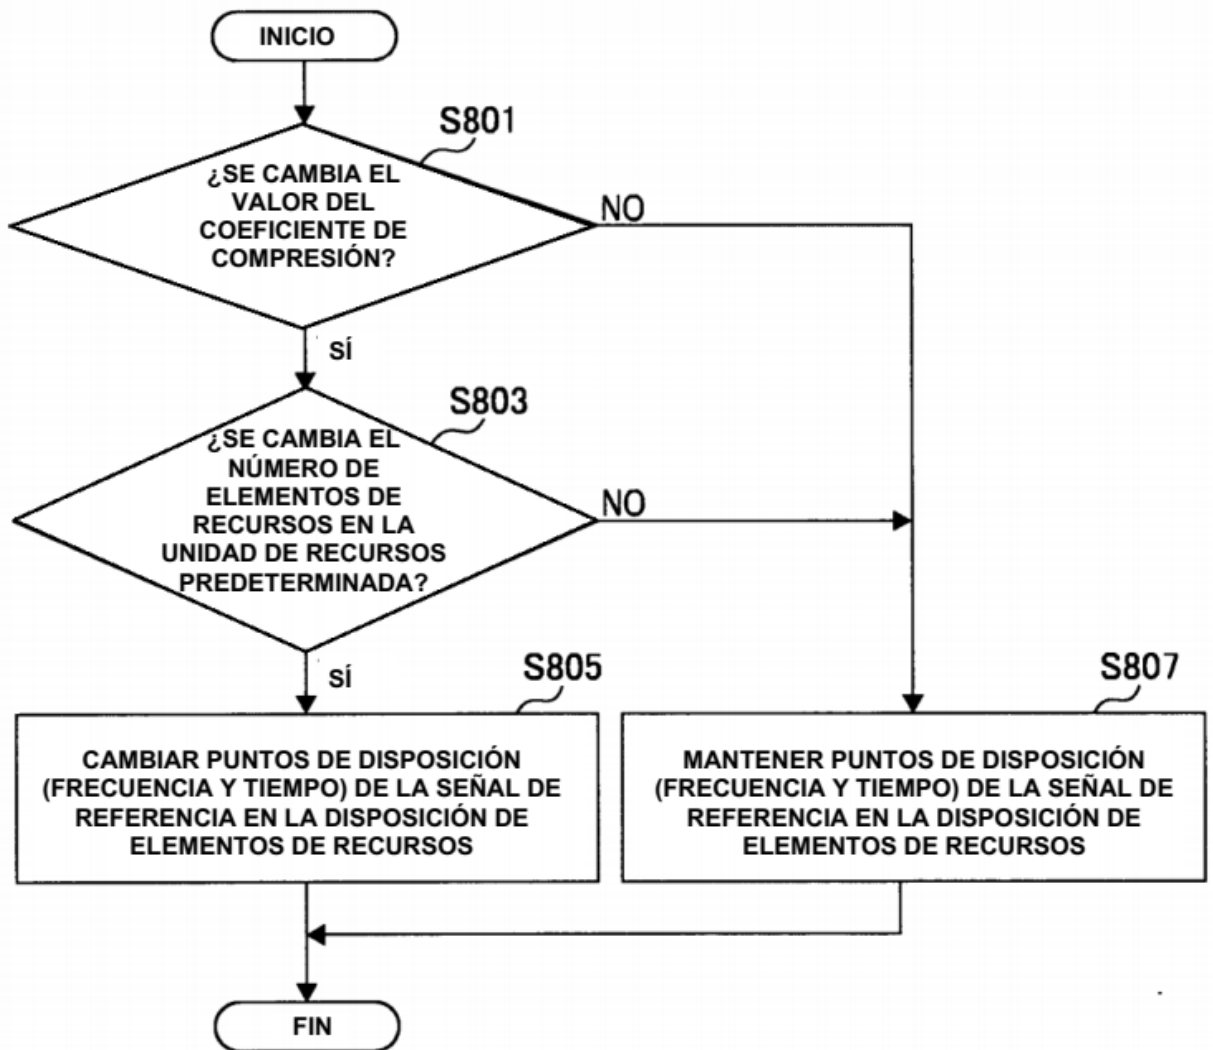 INICIO
S801
¿SE CAMBIA EL
VALOR DEL
COEFICIENTE DE
COMPRESIÓN?
NO
SÍ
S803
¿SE CAMBIA EL
NÚMERO DE
ELEMENTOS DE
RECURSOS EN LA
UNIDAD DE RECURSOS
PREDETERMINADA?
NO
SÍ
S805
CAMBIAR PUNTOS DE DISPOSICIÓN
(FRECUENCIA Y TIEMPO) DE LA SEÑAL DE
REFERENCIA EN LA DISPOSICIÓN DE
ELEMENTOS DE RECURSOS
S807
MANTENER PUNTOS DE DISPOSICIÓN
(FRECUENCIA Y TIEMPO) DE LA SEÑAL DE
REFERENCIA EN LA DISPOSICIÓN DE
ELEMENTOS DE RECURSOS
FIN